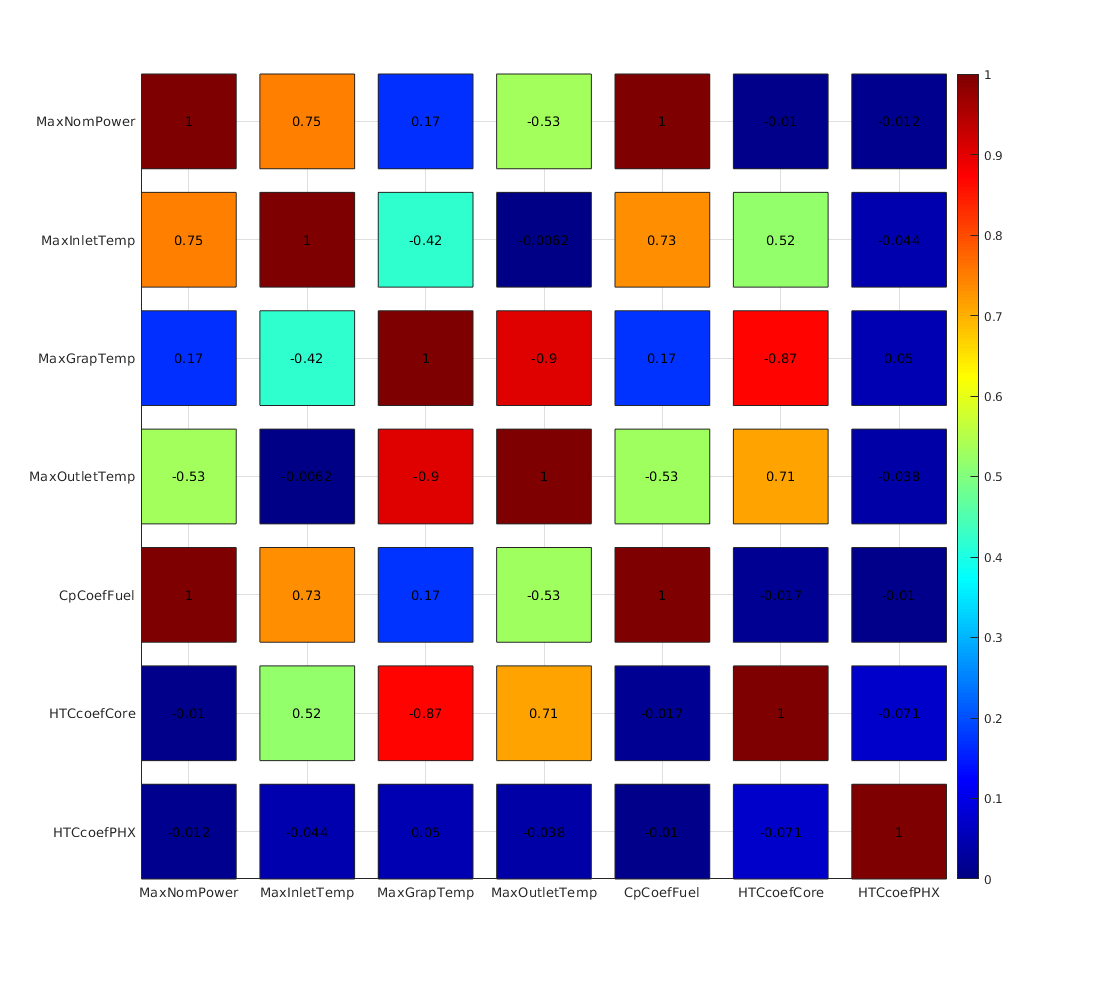 MaxNomPower 1 0.75 0.17 -0.53 1 -0.01 -0.012
MaxInletTemp 0.75 1 -0.42 -0.0062 0.73 0.52 0.044
MaxGrapTemp 0.17 -0.42 1 -0.9 0.17 -0.87 0.05
MaxOutletTemp -0.53 -0.0062 -0.9 1 -0.53 0.71 0.038
CpCoefFuel 1 0.73 0.17 -0.53 1 -0.017 -0.01
HTCcoefCore -0.01 0.52 -0.87 0.71 -0.017 1 -0.071
HTCcoefPHX -0.012 0.044 0.05 0.038 -0.01 -0.071 1
MaxNomPower MaxInletTemp MaxGrapTemp MaxOutletTemp CpCoefFuel HTCcoefCore HTCcoefPHX
1
0.9
0.8
0.7
0.6
0.5
0.4
0.3
0.2
0.1
0